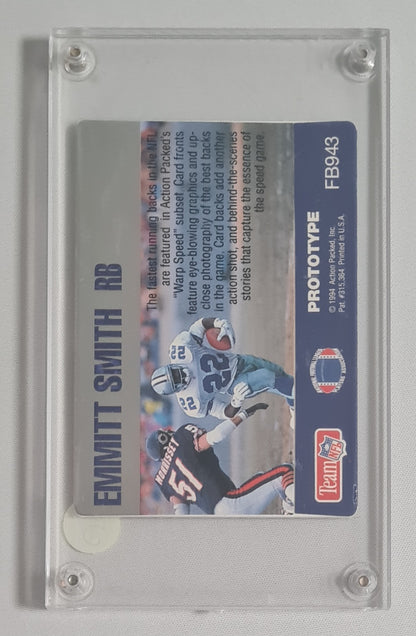 EMMITT SMITH RB
The fastest running backs in the NFL
are featured in Action Packed's
"Warp Speed" subset. Card fronts
feature eye-blowing graphics and up-
close photography of the best backs
in the game. Card backs add another
action shot, and behind-the-scenes
stories that capture the essence of
the speed game.
22
22
51
Team NFL
PROTOTYPE
© 1994 Action Packed, Inc.
Pat. #315,364 Printed in U.S.A.
FB943